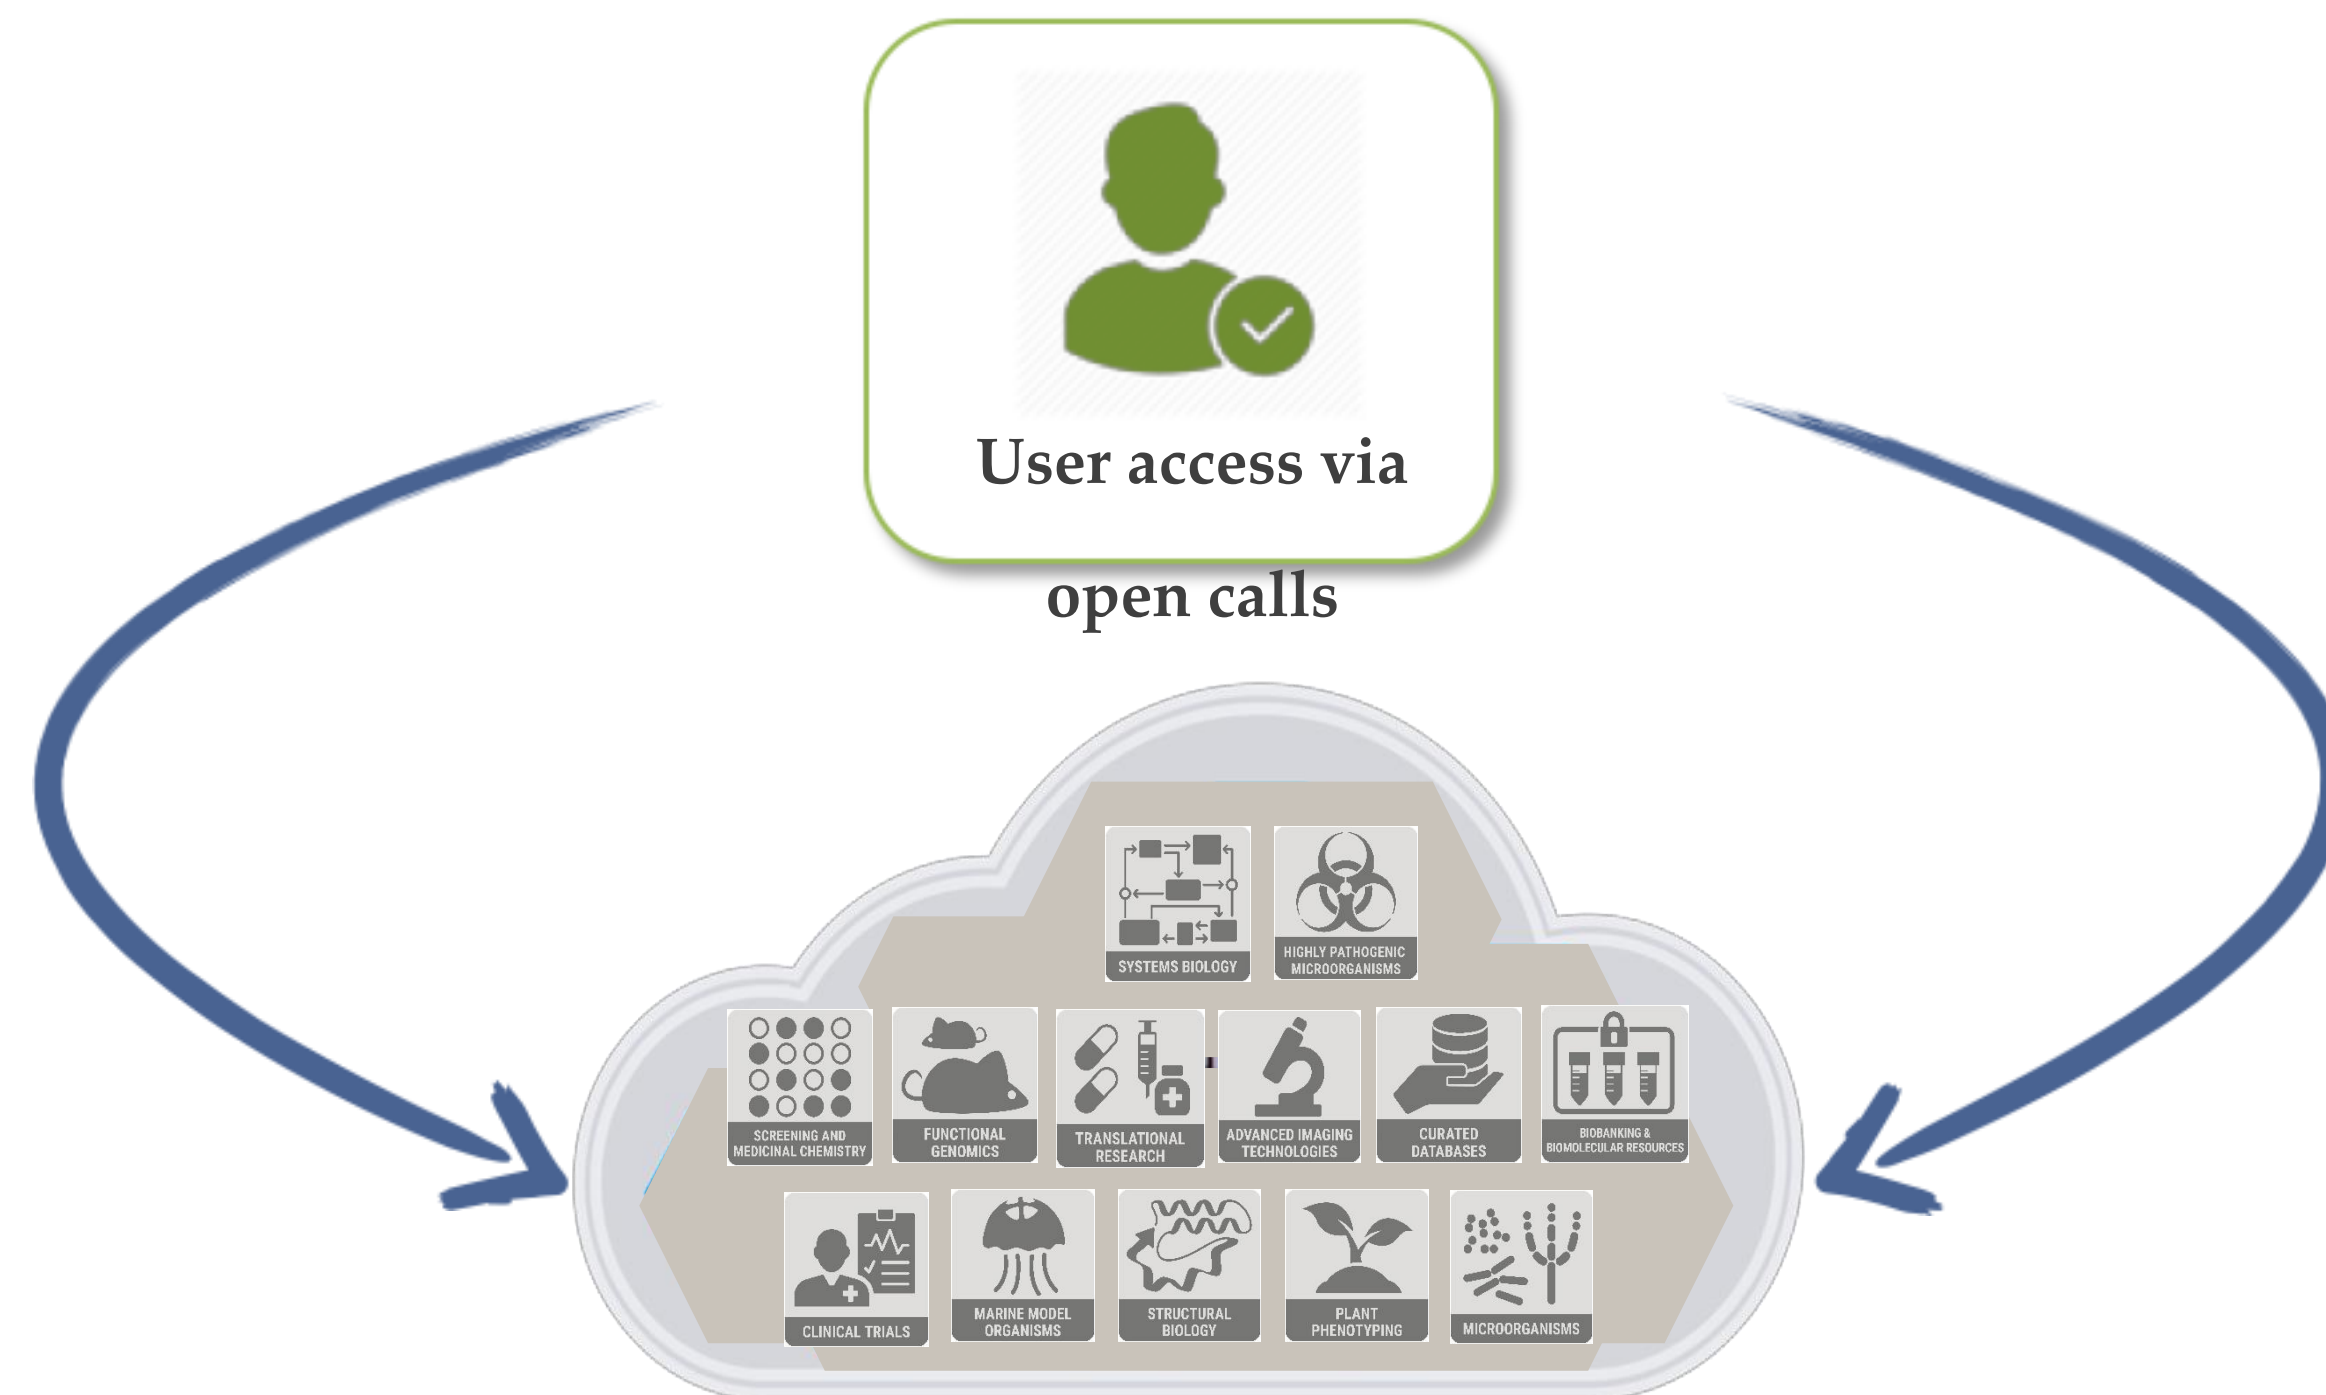 User access via
open calls
SYSTEMS BIOLOGY
HIGHLY PATHOGENIC
MICROORGANISMS
SCREENING AND
MEDICINAL CHEMISTRY
FUNCTIONAL
GENOMICS
TRANSLATIONAL
RESEARCH
ADVANCED IMAGING
TECHNOLOGIES
CURATED
DATABASES
BIOBANKING &
BIOMOLECULAR RESOURCES
CLINICAL TRIALS
MARINE MODEL
ORGANISMS
STRUCTURAL
BIOLOGY
PLANT
PHENOTYPING
MICROORGANISMS